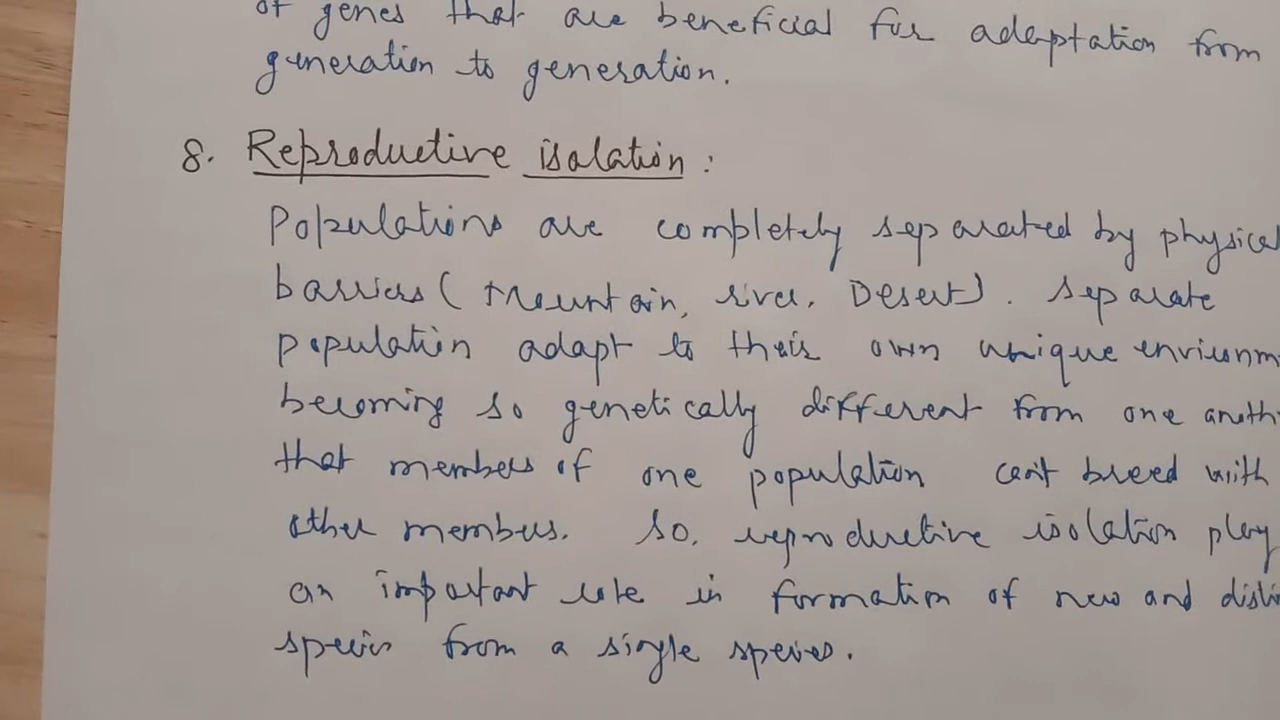 of genes that are beneficial for adaptation from
generation to generation.
8. Reproductive isolation :
Populations are completely separated by physical
barriers ( Mountain, river, Desert) . Separate
population adapt to their own unique environm
becoming so genetically different from one anoth
that members of one population can't breed with
other members. So, reproductive isolation play
an important role in formation of new and disti
species from a single species.